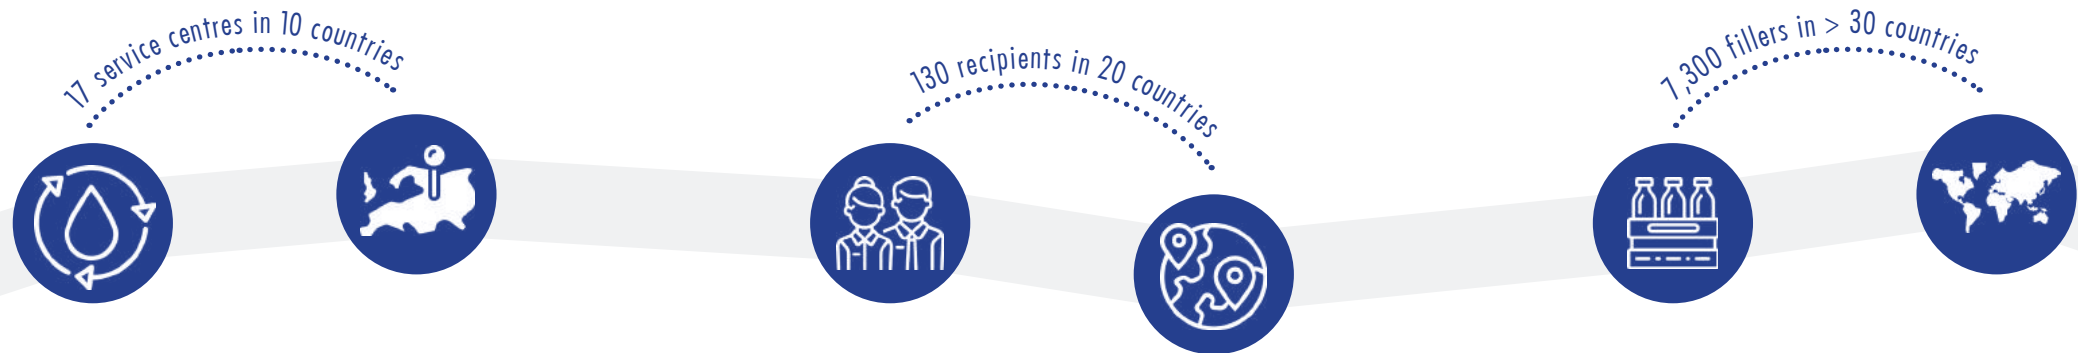 17 service centres in 10 countries
130 recipients in 20 countries
7,300 fillers in > 30 countries